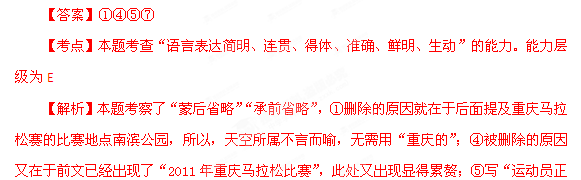 【答案】①④⑤⑦
【考点】本题考查“语言表达简明、连贯、得体、准确、鲜明、生动”的能力。能力层
级为 E
【解析】本题考察了“蒙后省略”“承前省略”，①删除的原因就在于后面提及重庆马拉
松赛的比赛地点南滨公园，所以，天空所属不言而喻，无需用“重庆的”；④被删除的原因
又在于前文已经出现了“2011 年重庆马拉松比赛”，此处又出现显得累赘；⑤写“运动员正